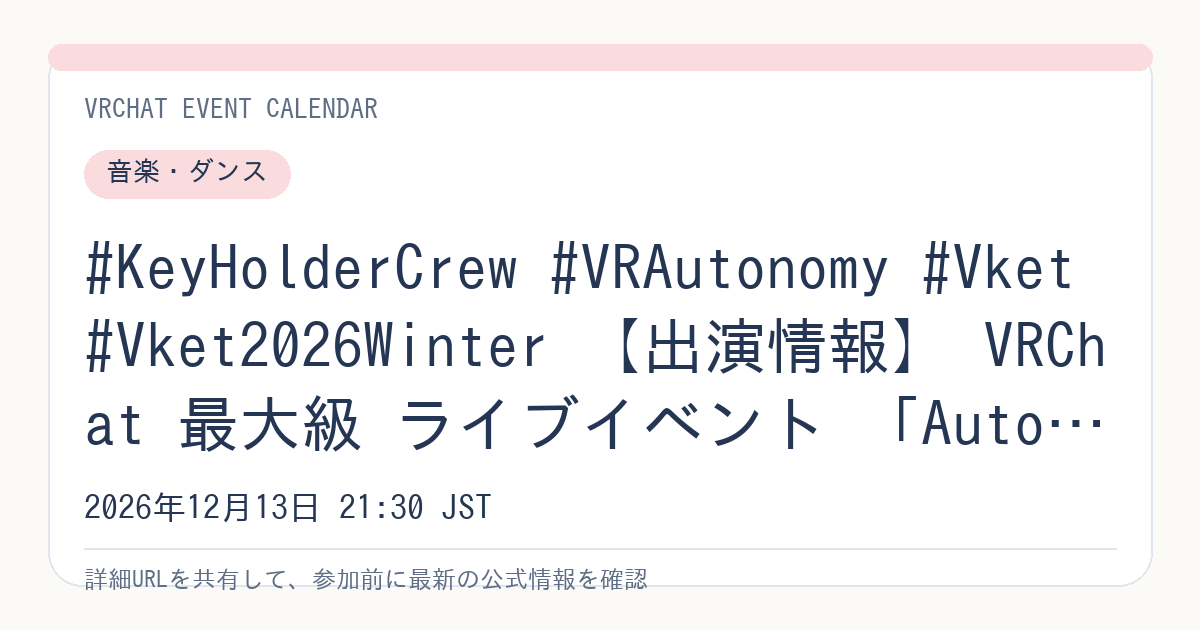 VRCHAT EVENT CALENDAR
音楽・ダンス
#KeyHolderCrew #VRAutonomy #Vket
#Vket2026Winter 【出演情報】 VRCh
at 最大級 ライブイベント 「Auto…
2026年12月13日 21:30 JST
詳細URLを共有して、参加前に最新の公式情報を確認